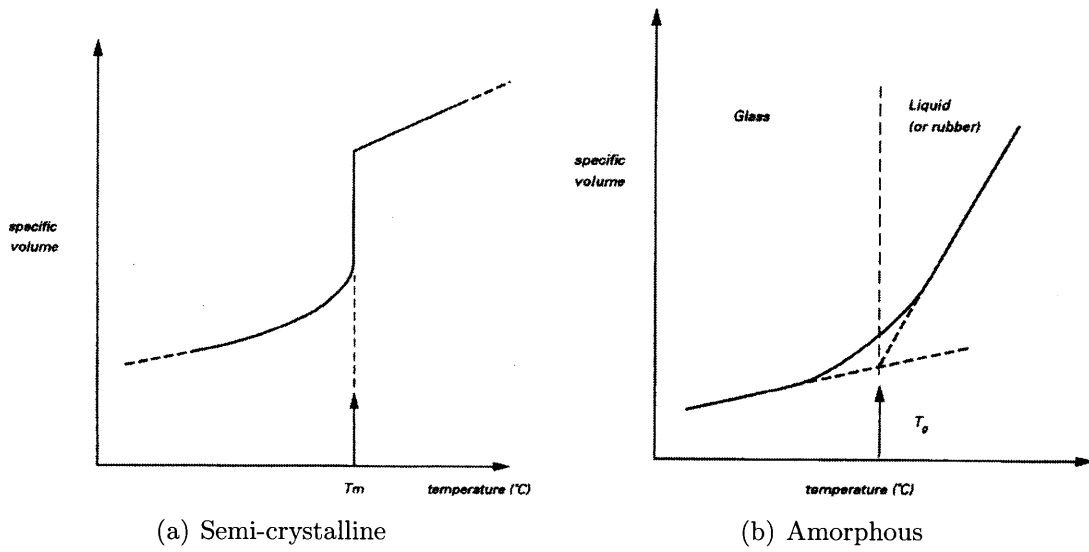 specific
volume
Tm
temperature (°C)
(a) Semi-crystalline
Glass
Liquid
(or rubber)
specific
volume
Tg
temperature (°C)
(b) Amorphous